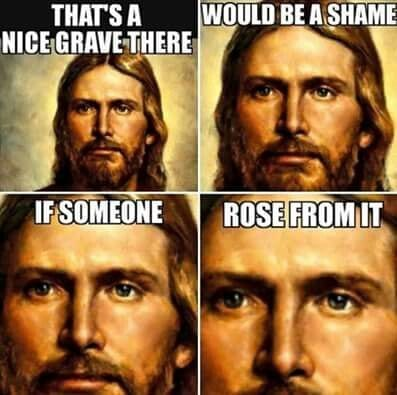 THAT'S A
NICE GRAVE THERE
WOULD BE A SHAME
IF SOMEONE
ROSE FROM IT